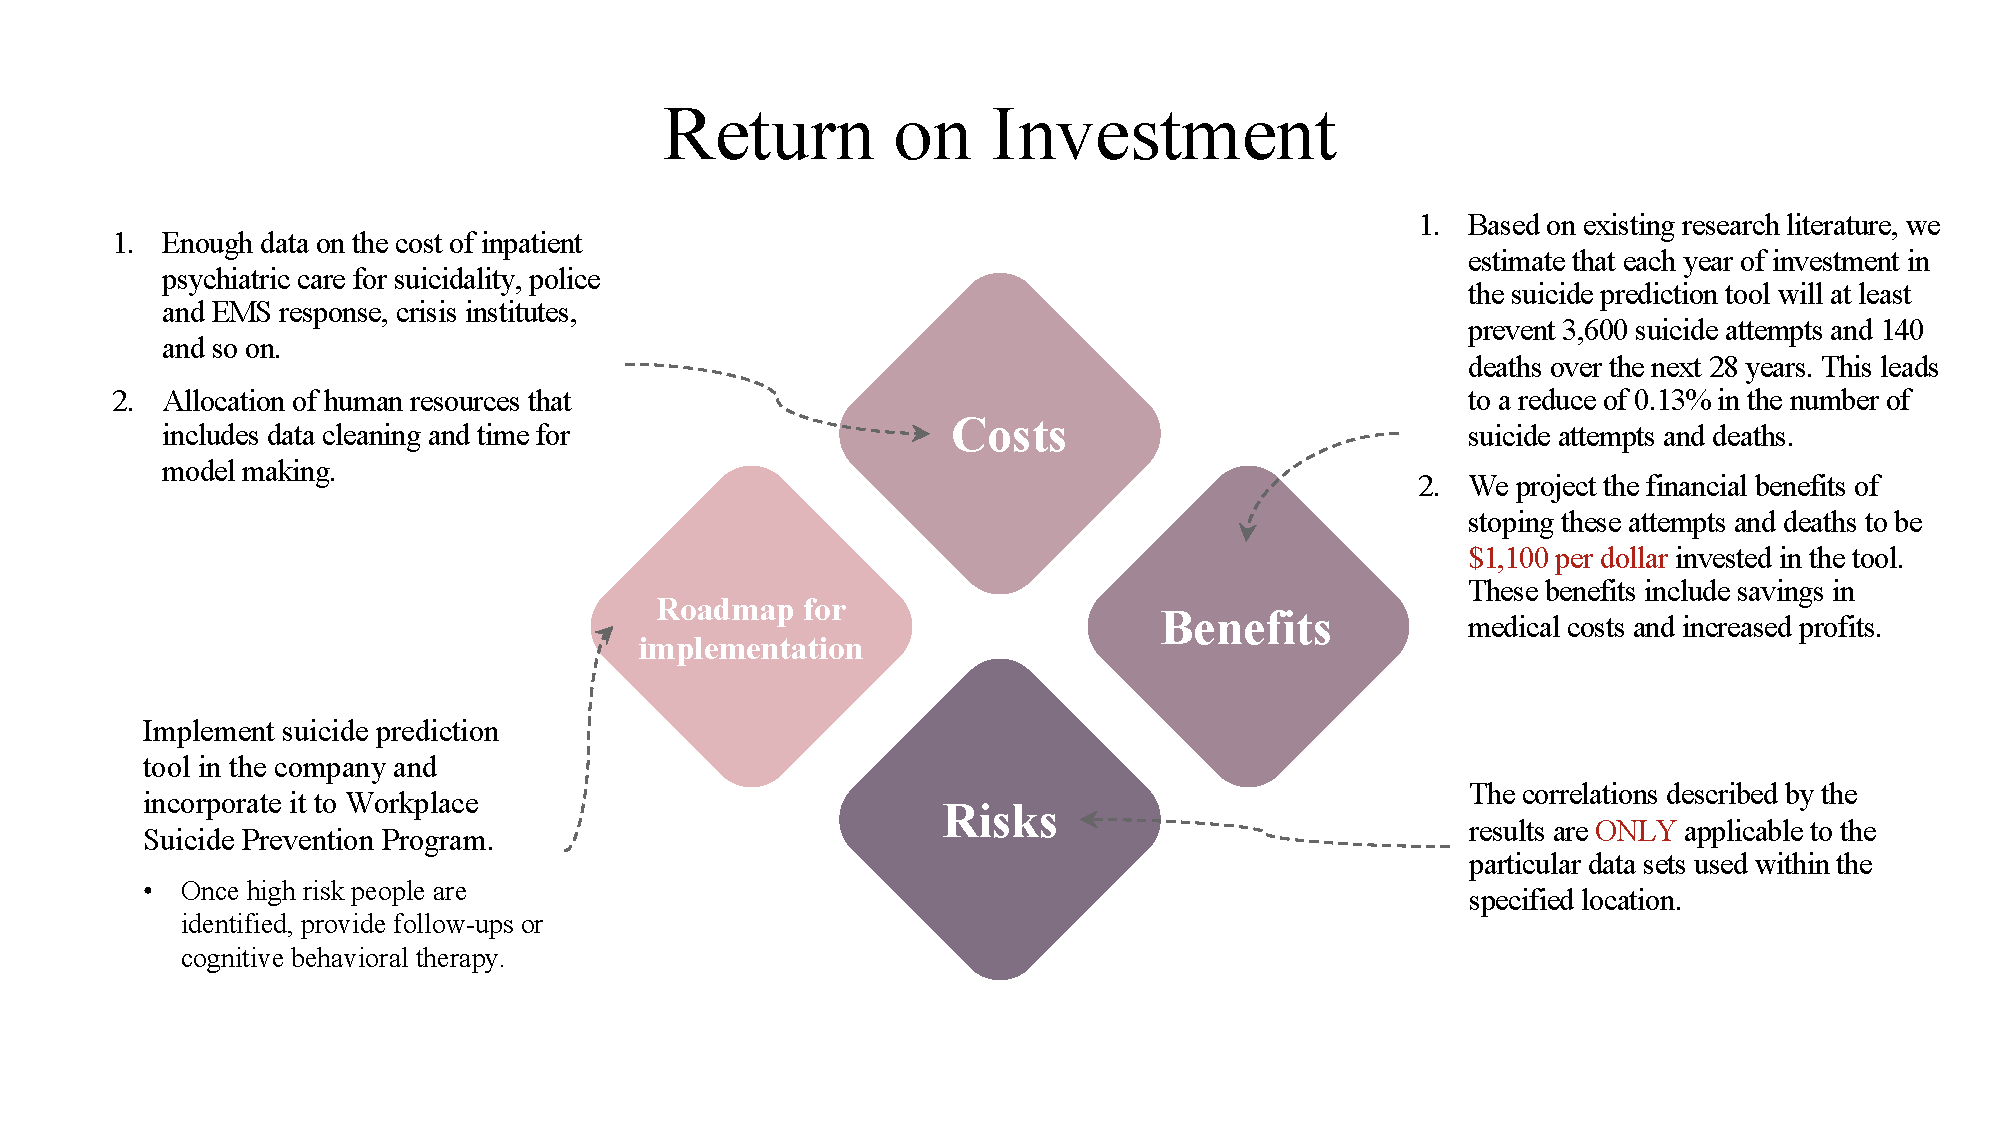 Return on Investment
1. Enough data on the cost of inpatient
psychiatric care for suicidality, police
and EMS response, crisis institutes,
and so on.
2. Allocation of human resources that
includes data cleaning and time for
model making.
Costs
1. Based on existing research literature, we
estimate that each year of investment in
the suicide prediction tool will at least
prevent 3,600 suicide attempts and 140
deaths over the next 28 years. This leads
to a reduce of 0.13% in the number of
suicide attempts and deaths.
2. We project the financial benefits of
stoping these attempts and deaths to be
$1,100 per dollar invested in the tool.
These benefits include savings in
medical costs and increased profits.
Benefits
Roadmap for
implementation
Implement suicide prediction
tool in the company and
incorporate it to Workplace
Suicide Prevention Program.
• Once high risk people are
identified, provide follow-ups or
cognitive behavioral therapy.
Risks
The correlations described by the
results are ONLY applicable to the
particular data sets used within the
specified location.